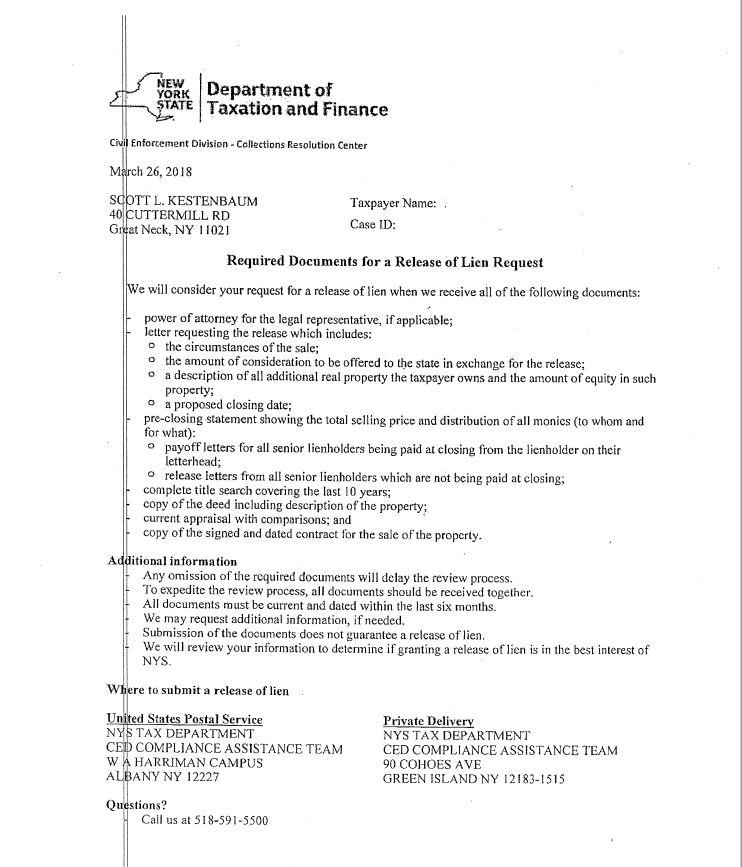 NEW
YORK
STATE
Department of
Taxation and Finance
Civil Enforcement Division - Collections Resolution Center
March 26, 2018
SCOTT L. KESTENBAUM
40 CUTTERMILL RD
Great Neck, NY 11021
Taxpayer Name:
Case ID:
Required Documents for a Release of Lien Request
We will consider your request for a release of lien when we receive all of the following documents:
- power of attorney for the legal representative, if applicable;
- letter requesting the release which includes:
o the circumstances of the sale;
o the amount of consideration to be offered to the state in exchange for the release;
o a description of all additional real property the taxpayer owns and the amount of equity in such
property;
o a proposed closing date;
- pre-closing statement showing the total selling price and distribution of all monies (to whom and
for what):
o payoff letters for all senior lienholders being paid at closing from the lienholder on their
letterhead;
o release letters from all senior lienholders which are not being paid at closing;
- complete title search covering the last 10 years;
- copy of the deed including description of the property;
- current appraisal with comparisons; and
- copy of the signed and dated contract for the sale of the property.
Additional information
- Any omission of the required documents will delay the review process.
- To expedite the review process, all documents should be received together.
- All documents must be current and dated within the last six months.
- We may request additional information, if needed.
- Submission of the documents does not guarantee a release of lien.
- We will review your information to determine if granting a release of lien is in the best interest of
NYS.
Where to submit a release of lien
United States Postal Service
NYS TAX DEPARTMENT
CED COMPLIANCE ASSISTANCE TEAM
W A HARRIMAN CAMPUS
ALBANY NY 12227
Private Delivery
NYS TAX DEPARTMENT
CED COMPLIANCE ASSISTANCE TEAM
90 COHOES AVE
GREEN ISLAND NY 12183-1515
Questions?
- Call us at 518-591-5500